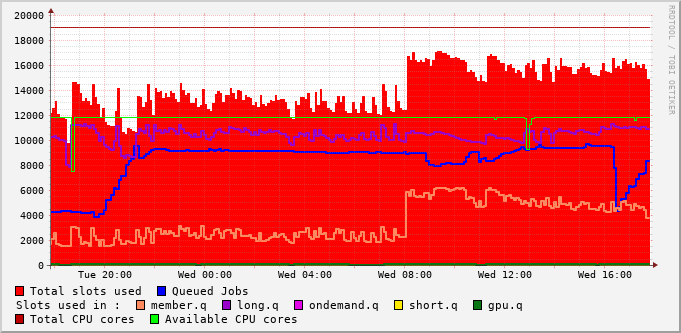 20000
18000
16000
14000
12000
10000
8000
6000
4000
2000
0
Tue 20:00 Wed 00:00 Wed 04:00 Wed 08:00 Wed 12:00 Wed 16:00
Total slots used Queued Jobs
Slots used in : member.q long.q ondemand.q short.q gpu.q
Total CPU cores Available CPU cores
RRDTOOL / TOBI OETIKER